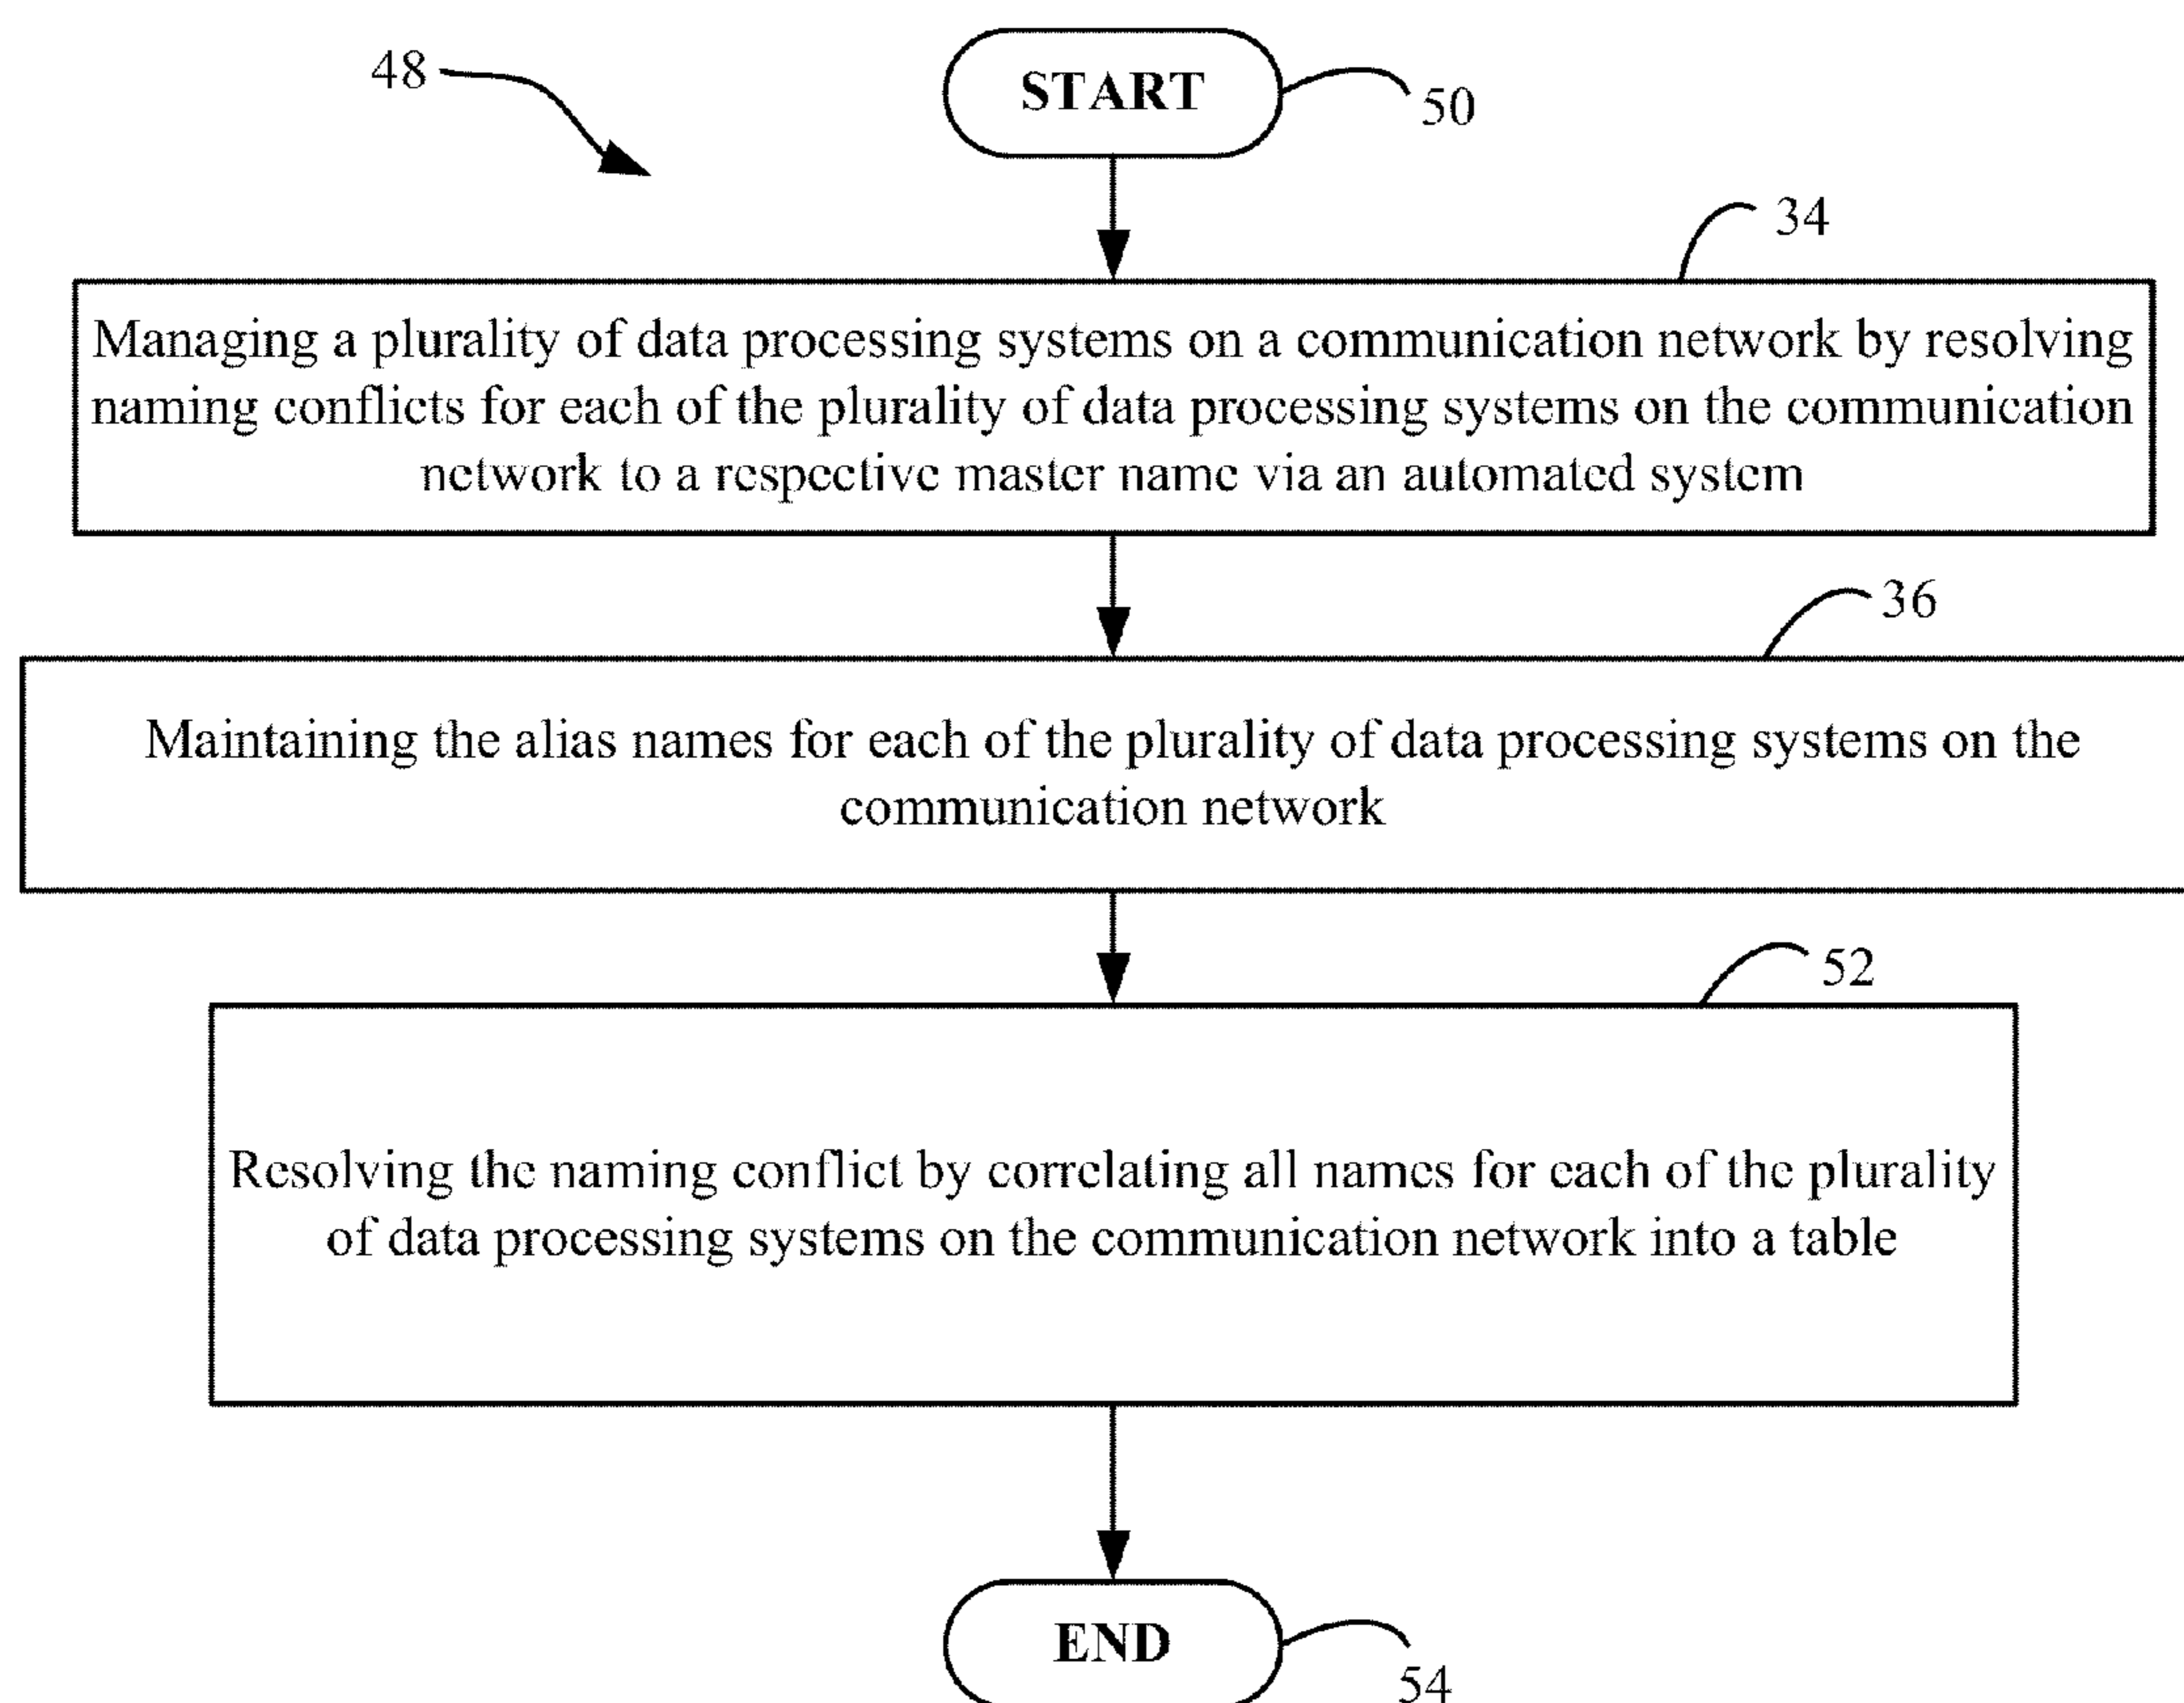 48
START
50
34
Managing a plurality of data processing systems on a communication network by resolving
naming conflicts for each of the plurality of data processing systems on the communication
network to a respective master name via an automated system
36
Maintaining the alias names for each of the plurality of data processing systems on the
communication network
52
Resolving the naming conflict by correlating all names for each of the plurality
of data processing systems on the communication network into a table
END
54